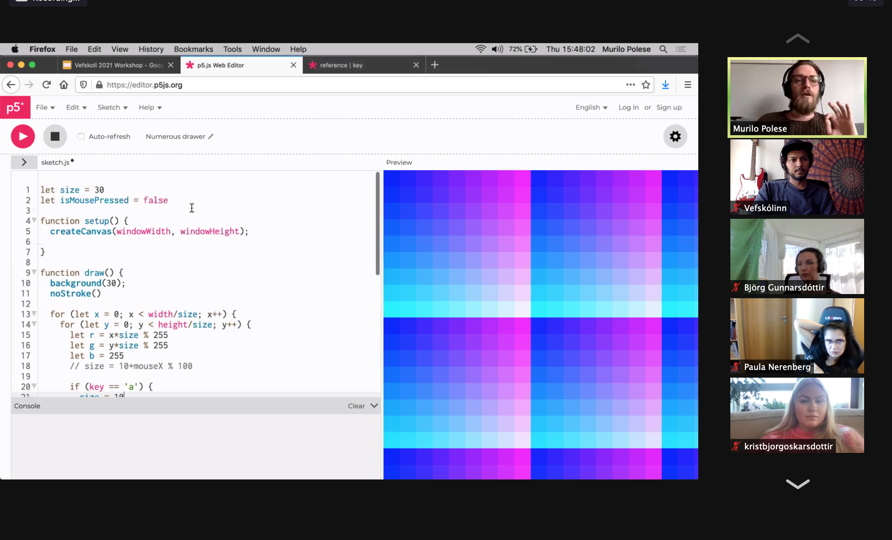 Firefox File Edit View History Bookmarks Tools Window Help 72% Thu 15:48:02 Murilo Polese
Vefskoli 2021 Workshop - Goo
p5.js Web Editor
reference | key
https://editor.p5js.org
p5* File Edit Sketch Help English Log in or Sign up
Auto-refresh Numerous drawer
sketch.js
Preview
1 let size = 30
2 let isMousePressed = false
3
4 function setup() {
5 createCanvas(windowWidth, windowHeight);
6
7 }
8
9 function draw() {
10 background(30);
11 noStroke()
12
13 for (let x = 0; x < width/size; x++) {
14 for (let y = 0; y < height/size; y++) {
15 let r = x*size % 255
16 let g = y*size % 255
17 let b = 255
18 // size = 10+mouseX % 100
19
20 if (key == 'a') {
21 size = 10
Console Clear
Murilo Polese
Vefskólinn
Björg Gunnarsdóttir
Paula Nerenberg
kristbjorgoskarsdottir